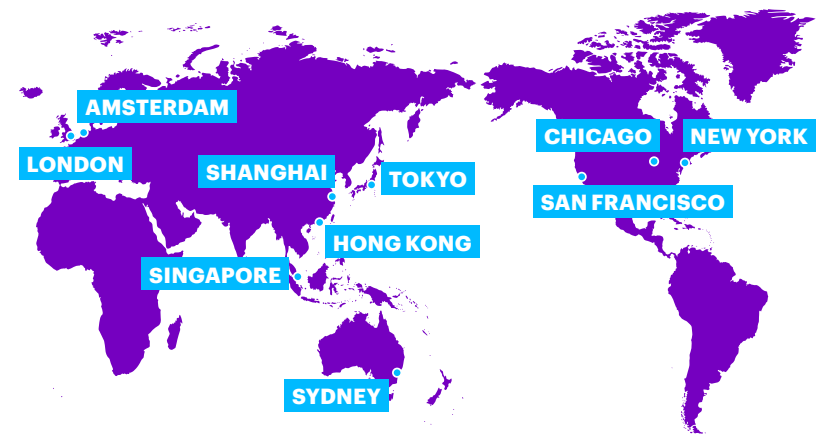 AMSTERDAM
LONDON
CHICAGO
NEW YORK
SHANGHAI
TOKYO
SAN FRANCISCO
HONG KONG
SINGAPORE
SYDNEY